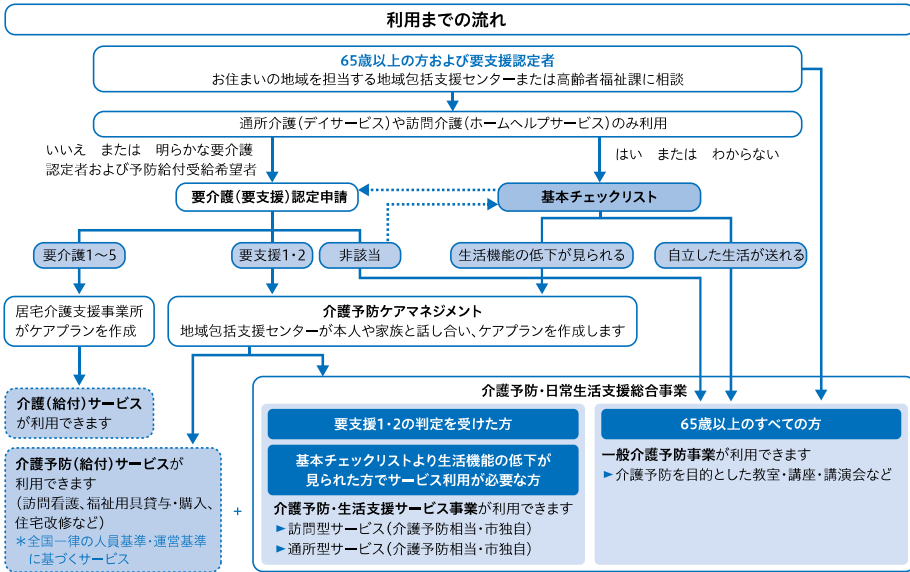 利用までの流れ
65歳以上の方および要支援認定者
お住まいの地域を担当する地域包括支援センターまたは高齢者福祉課に相談
通所介護(デイサービス)や訪問介護(ホームヘルプサービス)のみ利用
いいえ または 明らかな要介護
認定者および予防給付受給希望者
はい または わからない
要介護(要支援)認定申請
基本チェックリスト
要介護1〜5
要支援1・2
非該当
生活機能の低下が見られる
自立した生活が送れる
居宅介護支援事業所
がケアプランを作成
介護予防ケアマネジメント
地域包括支援センターが本人や家族と話し合い、ケアプランを作成します
介護(給付)サービス
が利用できます
介護予防(給付)サービスが
利用できます
(訪問看護、福祉用具貸与・購入、
住宅改修など)
*全国一律の人員基準・運営基準
に基づくサービス
+
介護予防・日常生活支援総合事業
要支援1・2の判定を受けた方
基本チェックリストより生活機能の低下が
見られた方でサービス利用が必要な方
介護予防・生活支援サービス事業が利用できます
►訪問型サービス(介護予防相当・市独自)
►通所型サービス(介護予防相当・市独自)
65歳以上のすべての方
一般介護予防事業が利用できます
►介護予防を目的とした教室・講座・講演会など